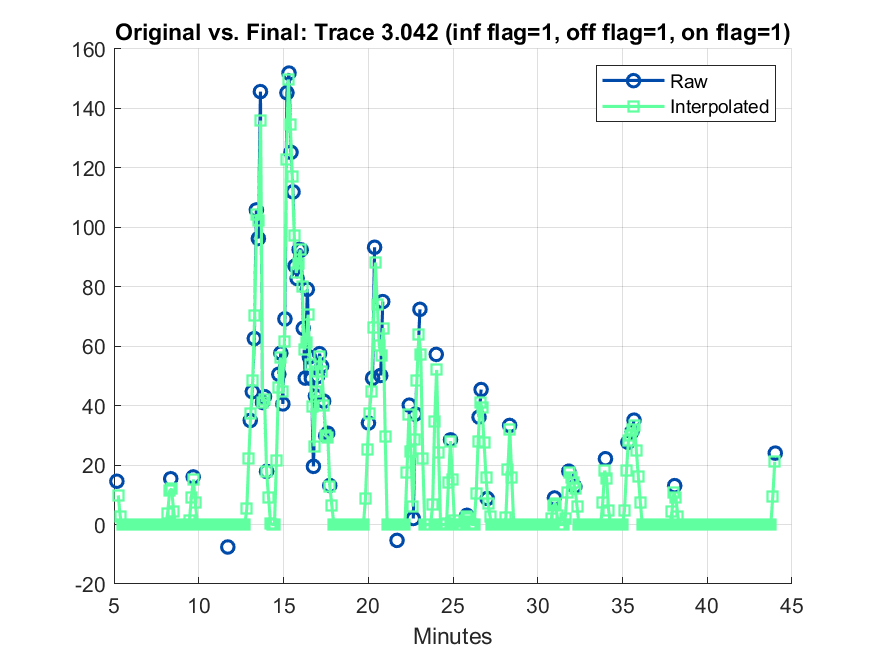 Original vs. Final: Trace 3.042 (inf flag=1, off flag=1, on flag=1)
160
140
120
100
80
60
40
20
0
-20
Raw
Interpolated
5 10 15 20 25 30 35 40 45
Minutes